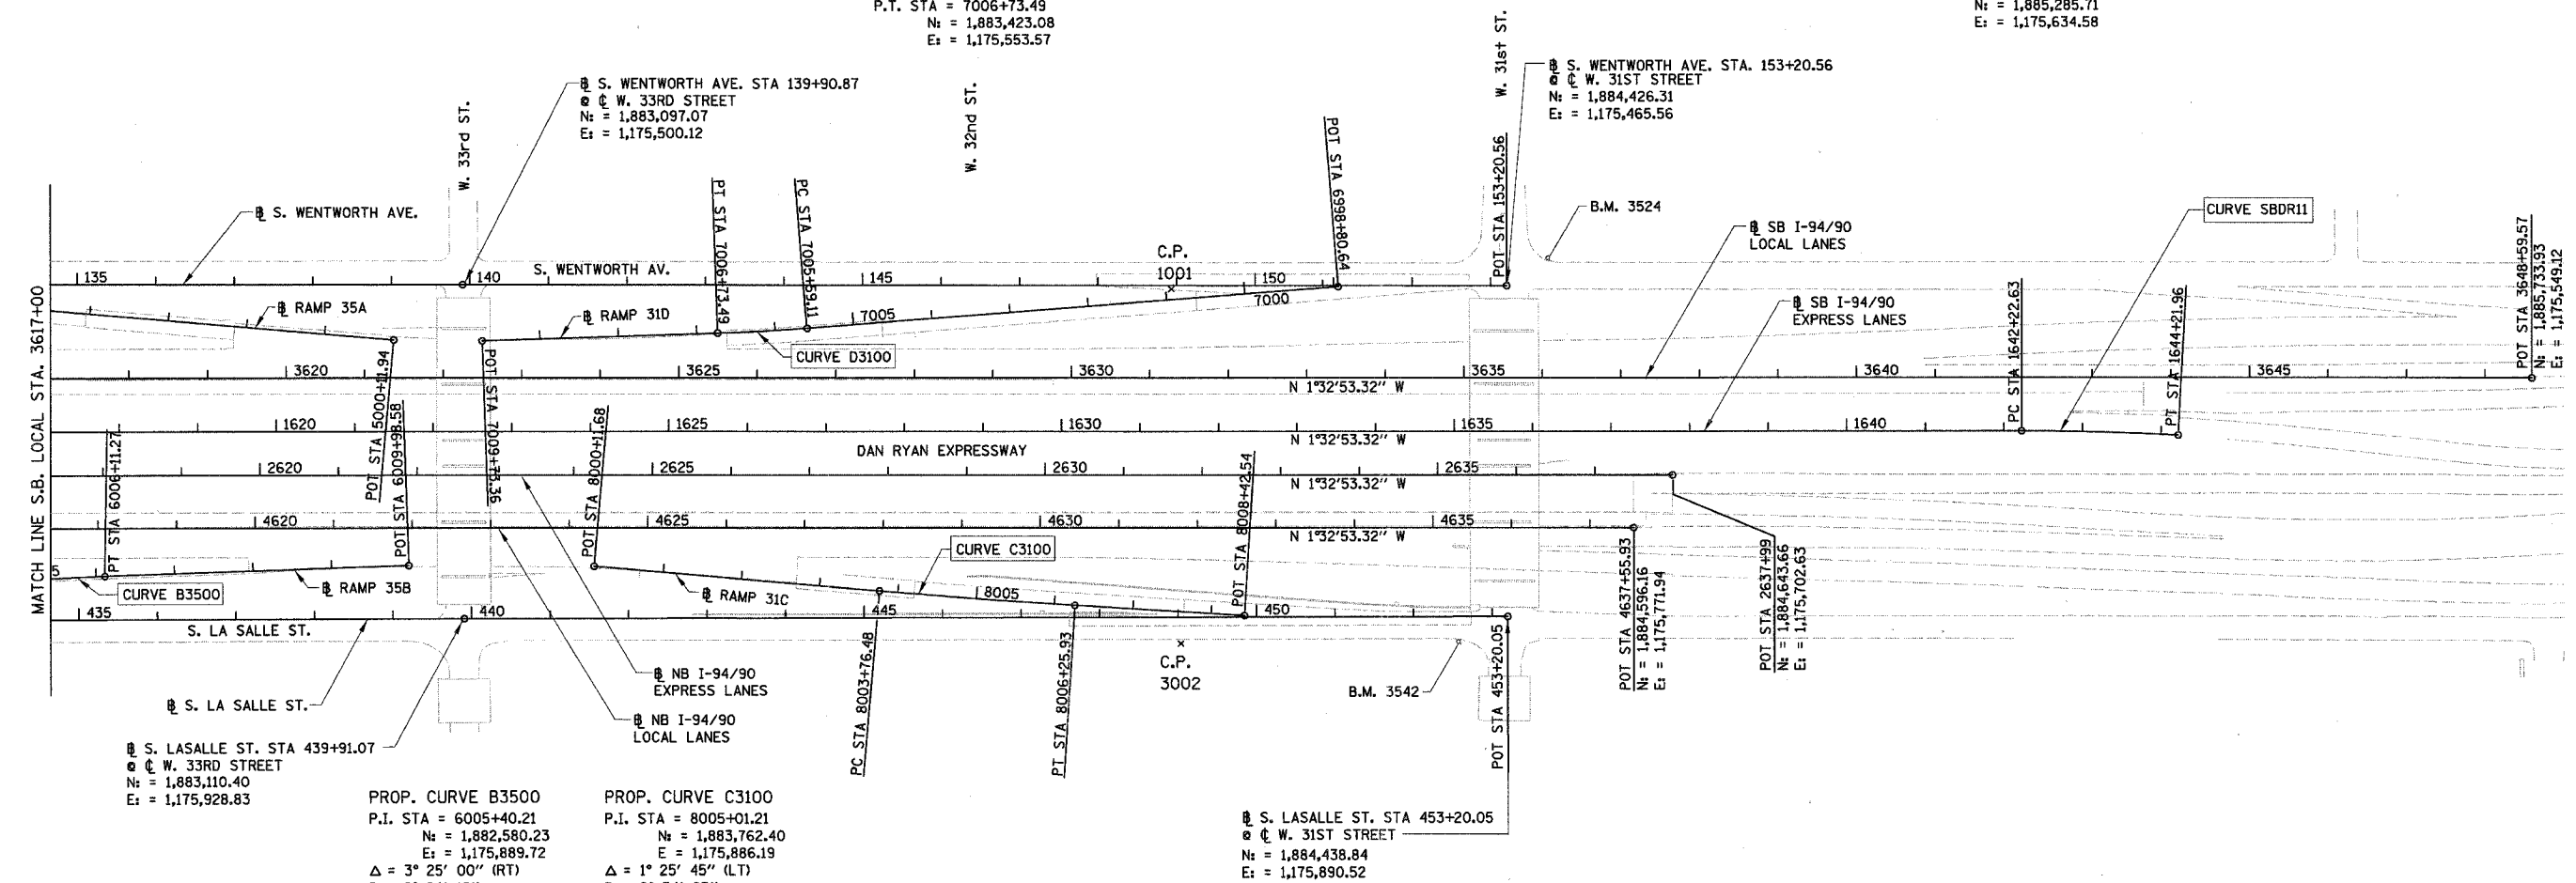 P.T. STA = 7006+73.49
N: = 1,883,423.08
E: = 1,175,553.57
N: = 1,885,285.71
E: = 1,175,634.58
℄ S. WENTWORTH AVE. STA 139+90.87
@ ℄ W. 33RD STREET
N: = 1,883,097.07
E: = 1,175,500.12
W. 33rd ST.
W. 32nd ST.
W. 31st ST.
℄ S. WENTWORTH AVE. STA. 153+20.56
@ ℄ W. 31ST STREET
N: = 1,884,426.31
E: = 1,175,465.56
℄ S. WENTWORTH AVE.
PT STA 7006+73.49
PC STA 7005+59.11
POT STA 6998+80.64
POT STA 153+20.56
B.M. 3524
℄ SB I-94/90
LOCAL LANES
CURVE SBDR11
POT STA 3648+59.57
N: = 1,885,733.93
E: = 1,175,549.12
135
140
S. WENTWORTH AV.
145
C.P.
1001
150
7000
MATCH LINE S.B. LOCAL STA. 3617+00
℄ RAMP 35A
℄ RAMP 31D
7005
CURVE D3100
℄ SB I-94/90
EXPRESS LANES
PC STA 1642+22.63
PT STA 1644+21.96
3620
3625
3630
3635
3640
3645
N 1°32'53.32" W
POT STA 5000+11.94
POT STA 7009+73.36
1620
1625
1630
1635
1640
N 1°32'53.32" W
DAN RYAN EXPRESSWAY
PT STA 6006+11.27
POT STA 6009+98.58
POT STA 8000+11.68
POT STA 8008+42.54
2620
2625
2630
2635
N 1°32'53.32" W
4620
4625
4630
4635
N 1°32'53.32" W
5
CURVE B3500
℄ RAMP 35B
℄ RAMP 31C
CURVE C3100
8005
POT STA 4637+55.93
N: = 1,884,596.16
E: = 1,175,771.94
POT STA 2637+99
N: = 1,884,643.66
E: = 1,175,702.63
435
440
445
450
S. LA SALLE ST.
PC STA 8003+76.48
PT STA 8006+25.93
C.P.
3002
B.M. 3542
POT STA 453+20.05
℄ NB I-94/90
EXPRESS LANES
℄ NB I-94/90
LOCAL LANES
℄ S. LA SALLE ST.
℄ S. LASALLE ST. STA 439+91.07
@ ℄ W. 33RD STREET
N: = 1,883,110.40
E: = 1,175,928.83
PROP. CURVE B3500
P.I. STA = 6005+40.21
N: = 1,882,580.23
E: = 1,175,889.72
Δ = 3° 25' 00" (RT)
PROP. CURVE C3100
P.I. STA = 8005+01.21
N: = 1,883,762.40
E = 1,175,886.19
Δ = 1° 25' 45" (LT)
℄ S. LASALLE ST. STA 453+20.05
@ ℄ W. 31ST STREET
N: = 1,884,438.84
E: = 1,175,890.52